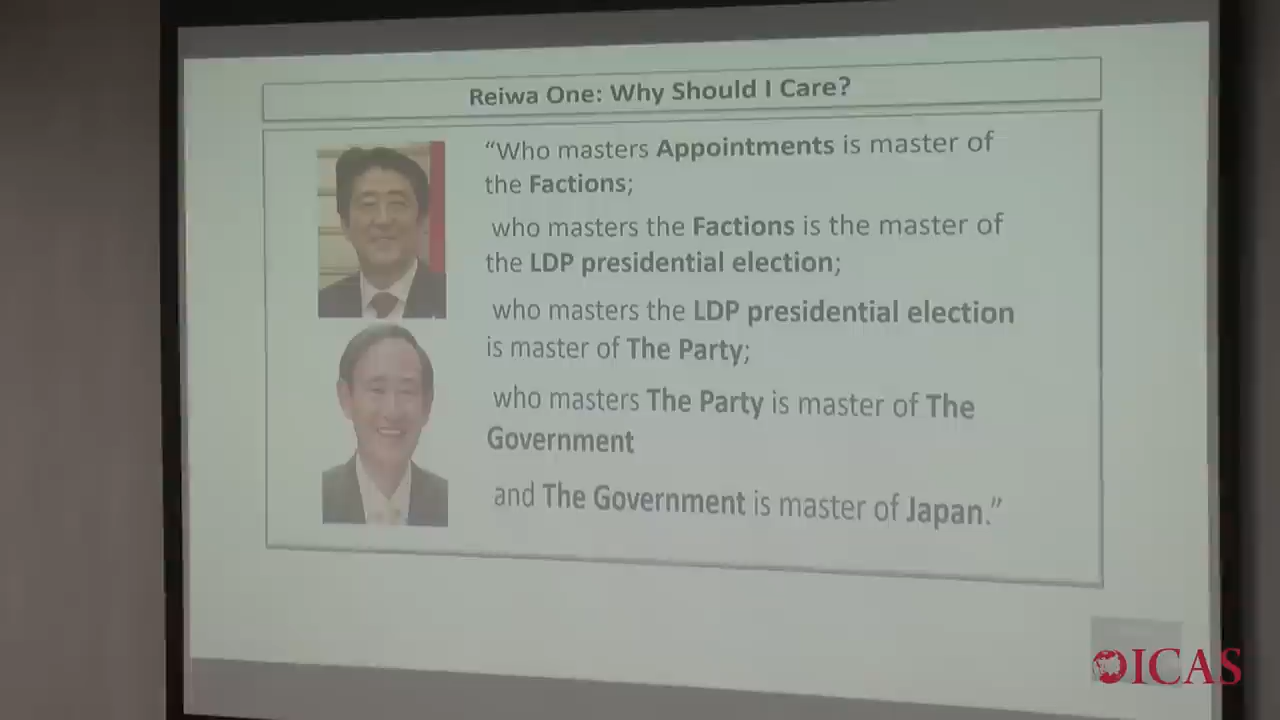 Reiwa One: Why Should I Care?
“Who masters Appointments is master of
the Factions;
who masters the Factions is the master of
the LDP presidential election;
who masters the LDP presidential election
is master of The Party;
who masters The Party is master of The
Government
and The Government is master of Japan.”
ICAS